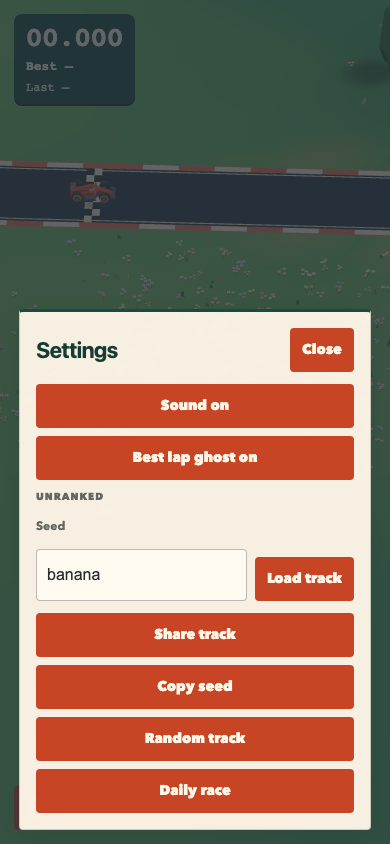 00.000
Best –
Last –
Settings
Close
Sound on
Best lap ghost on
UNRANKED
Seed
banana
Load track
Share track
Copy seed
Random track
Daily race